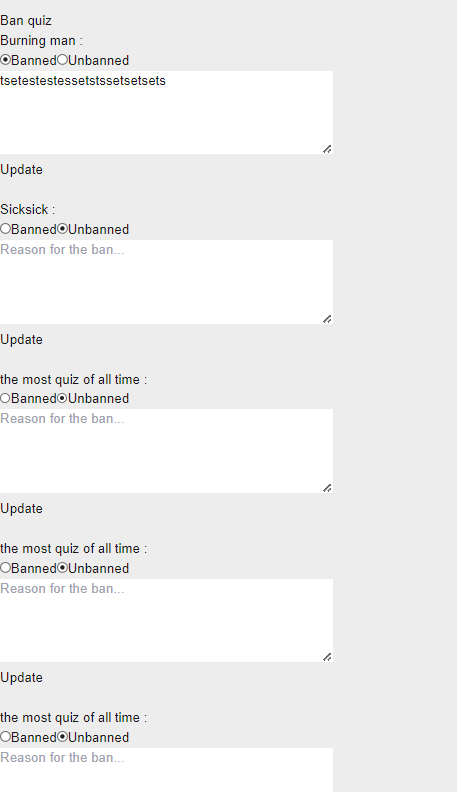 Ban quiz
Burning man :
Banned Unbanned
tsetestestessetstssetsetsets
Update
Sicksick :
Banned Unbanned
Reason for the ban...
Update
the most quiz of all time :
Banned Unbanned
Reason for the ban...
Update
the most quiz of all time :
Banned Unbanned
Reason for the ban...
Update
the most quiz of all time :
Banned Unbanned
Reason for the ban...